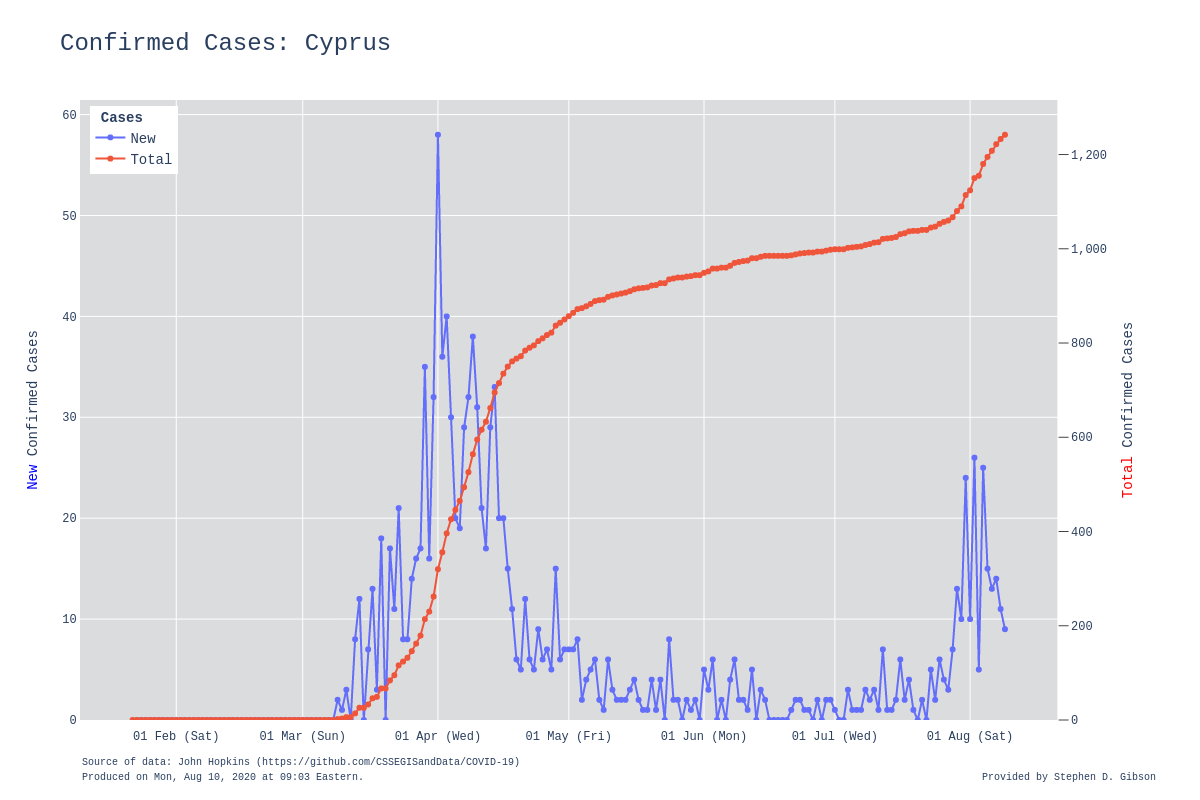 Confirmed Cases: Cyprus
Cases
New
Total
60
50
40
30
20
10
0
1,200
1,000
800
600
400
200
0
New Confirmed Cases
Total Confirmed Cases
01 Feb (Sat)
01 Mar (Sun)
01 Apr (Wed)
01 May (Fri)
01 Jun (Mon)
01 Jul (Wed)
01 Aug (Sat)
Source of data: John Hopkins (https://github.com/CSSEGISandData/COVID-19)
Produced on Mon, Aug 10, 2020 at 09:03 Eastern.
Provided by Stephen D. Gibson